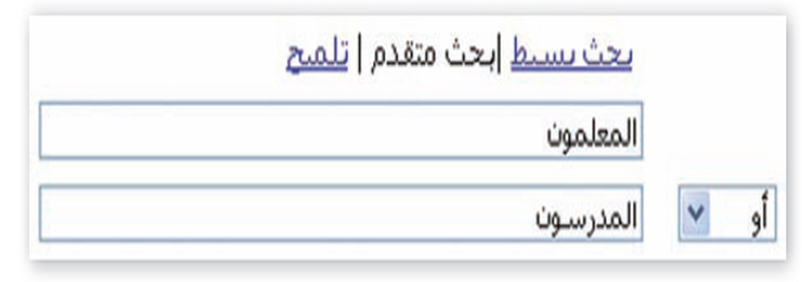 بحث بسيط |بحث متقدم | تلميح
المعلمون
أو المدرسون